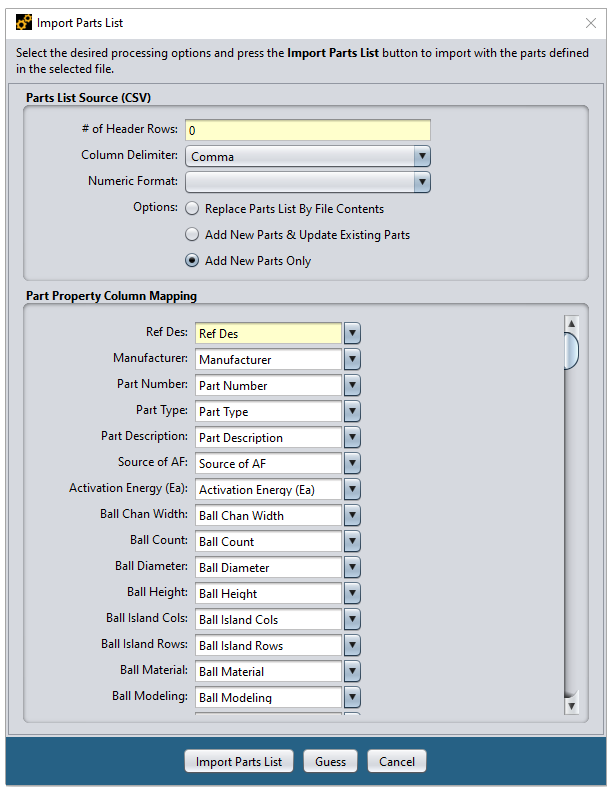 Import Parts List
Select the desired processing options and press the Import Parts List button to import with the parts defined
in the selected file.
Parts List Source (CSV)
# of Header Rows: 0
Column Delimiter: Comma
Numeric Format:
Options: Replace Parts List By File Contents
Add New Parts & Update Existing Parts
Add New Parts Only
Part Property Column Mapping
Ref Des: Ref Des
Manufacturer: Manufacturer
Part Number: Part Number
Part Type: Part Type
Part Description: Part Description
Source of AF: Source of AF
Activation Energy (Ea): Activation Energy (Ea)
Ball Chan Width: Ball Chan Width
Ball Count: Ball Count
Ball Diameter: Ball Diameter
Ball Height: Ball Height
Ball Island Cols: Ball Island Cols
Ball Island Rows: Ball Island Rows
Ball Material: Ball Material
Ball Modeling: Ball Modeling
Import Parts List Guess Cancel